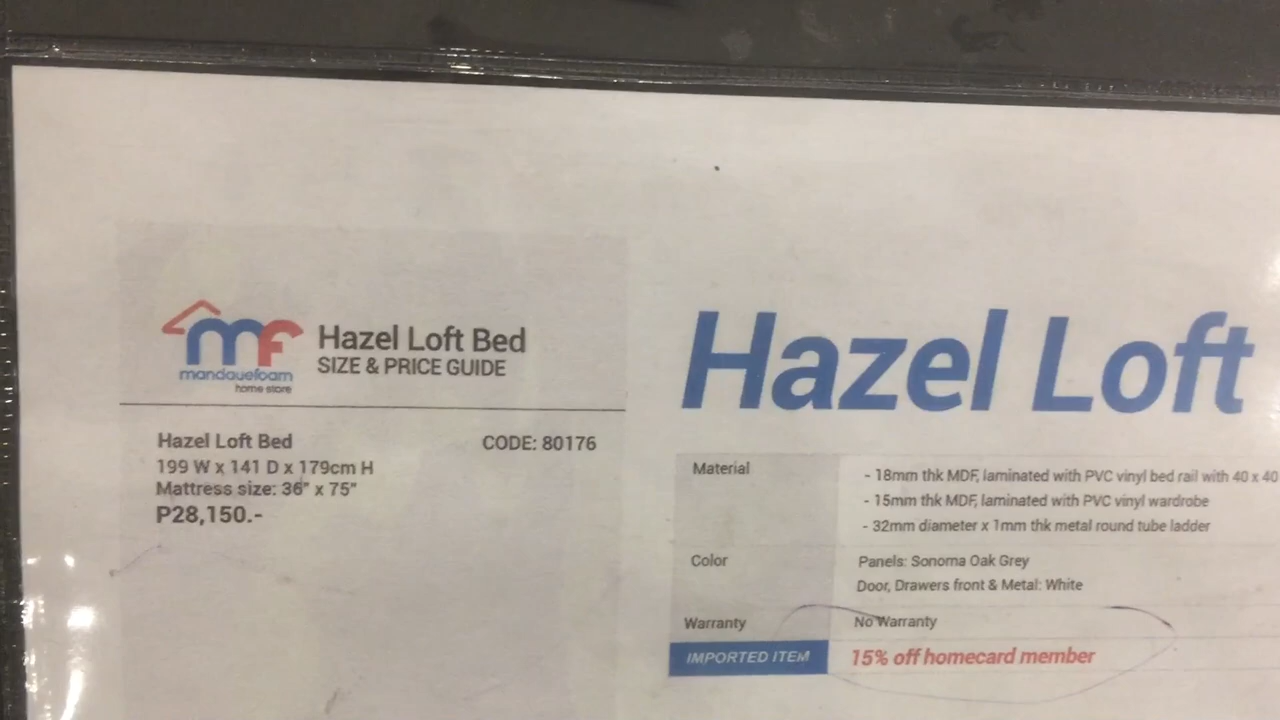 mf
mandauefoam
home store
Hazel Loft Bed
SIZE & PRICE GUIDE
Hazel Loft Bed
CODE: 80176
199 W x 141 D x 179cm H
Mattress size: 36" x 75"
P28,150.-
Hazel Loft
Material
- 18mm thk MDF, laminated with PVC vinyl bed rail with 40 x 40
- 15mm thk MDF, laminated with PVC vinyl wardrobe
- 32mm diameter x 1mm thk metal round tube ladder
Color
Panels: Sonoma Oak Grey
Door, Drawers front & Metal: White
Warranty
No Warranty
IMPORTED ITEM
15% off homecard member